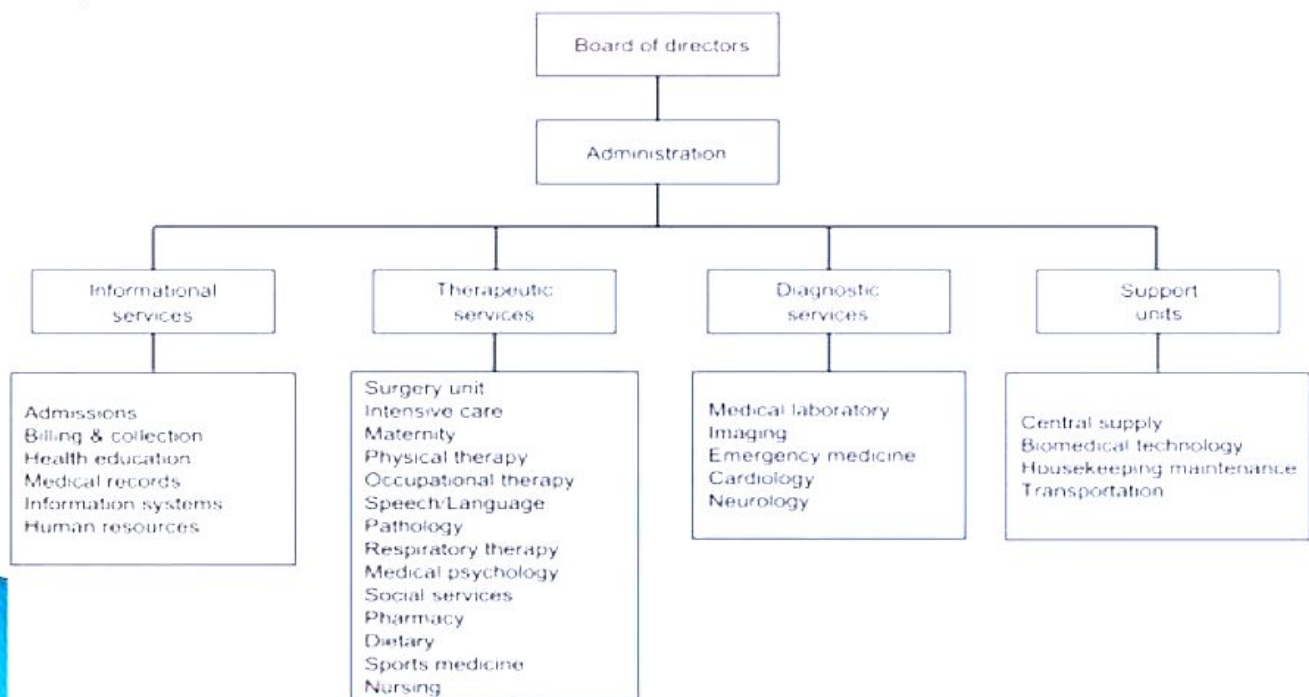 Board of directors
Administration
Informational
services
Therapeutic
services
Diagnostic
services
Support
units
Admissions
Billing & collection
Health education
Medical records
Information systems
Human resources
Surgery unit
Intensive care
Maternity
Physical therapy
Occupational therapy
Speech/Language
Pathology
Respiratory therapy
Medical psychology
Social services
Pharmacy
Dietary
Sports medicine
Nursing
Medical laboratory
Imaging
Emergency medicine
Cardiology
Neurology
Central supply
Biomedical technology
Housekeeping maintenance
Transportation